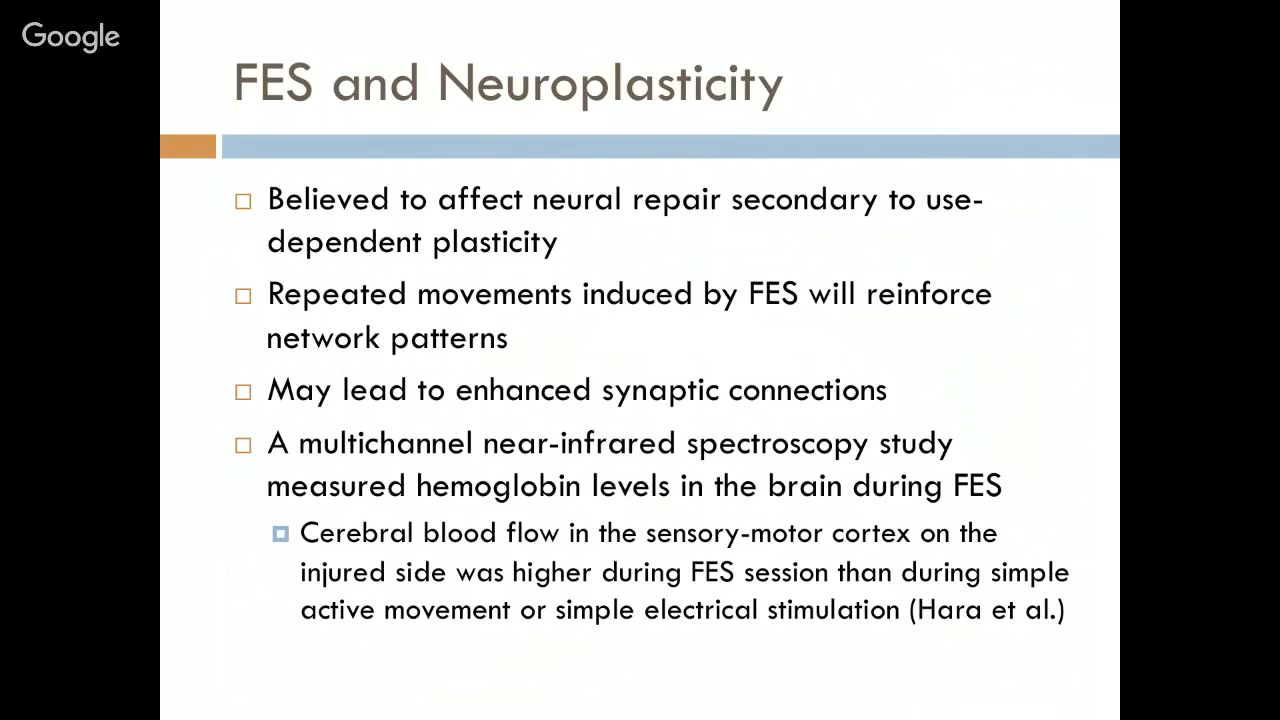 Google
FES and Neuroplasticity
Believed to affect neural repair secondary to use-
dependent plasticity
Repeated movements induced by FES will reinforce
network patterns
May lead to enhanced synaptic connections
A multichannel near-infrared spectroscopy study
measured hemoglobin levels in the brain during FES
Cerebral blood flow in the sensory-motor cortex on the
injured side was higher during FES session than during simple
active movement or simple electrical stimulation (Hara et al.)